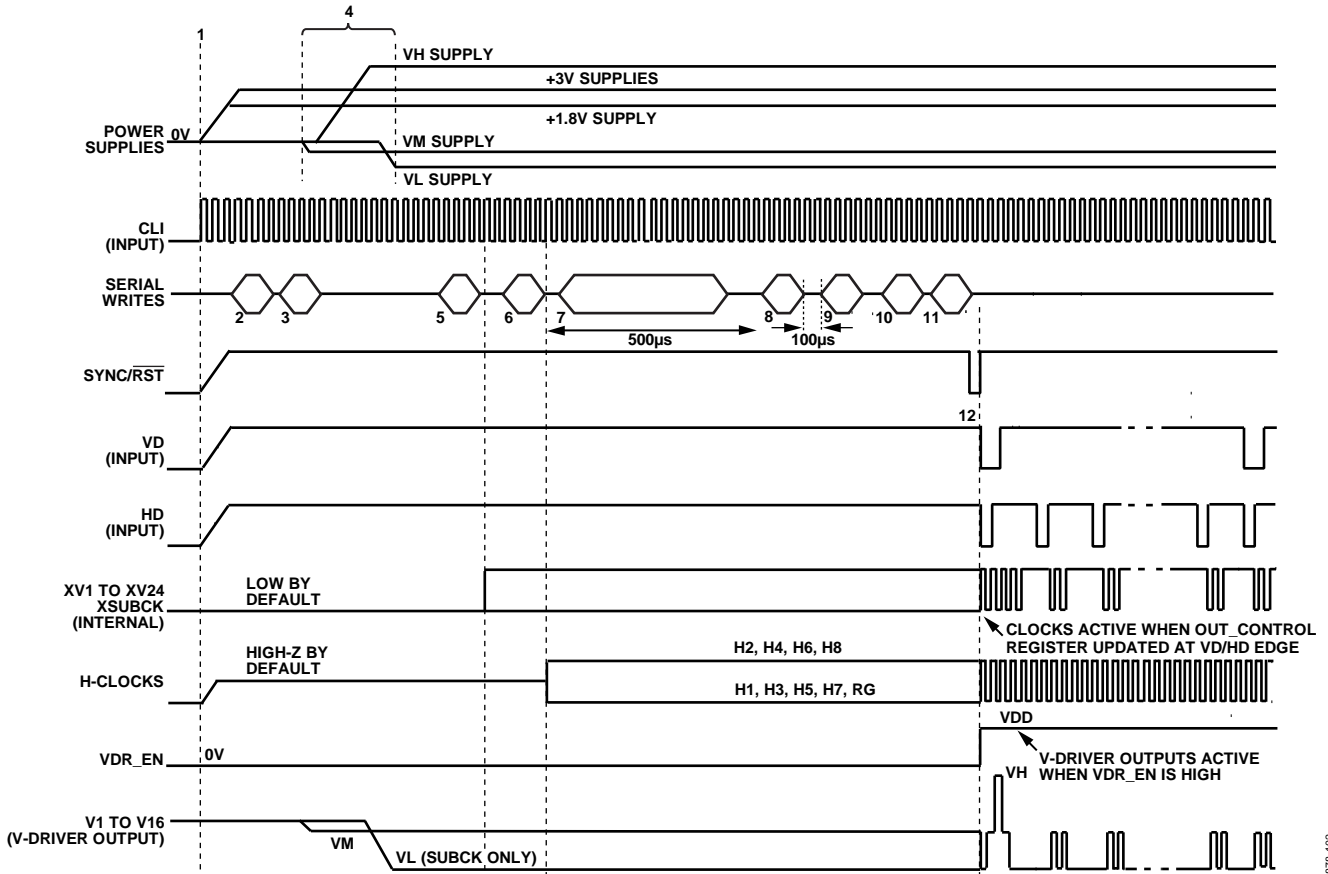 4
1
VH SUPPLY
+3V SUPPLIES
+1.8V SUPPLY
POWER
SUPPLIES
0V
VM SUPPLY
VL SUPPLY
CLI
(INPUT)
SERIAL
WRITES
2
3
5
6
7
8
9
10
11
500µs
100µs
SYNC/RST
12
VD
(INPUT)
HD
(INPUT)
XV1 TO XV24
XSUBCK
(INTERNAL)
LOW BY
DEFAULT
CLOCKS ACTIVE WHEN OUT_CONTROL
REGISTER UPDATED AT VD/HD EDGE
H-CLOCKS
HIGH-Z BY
DEFAULT
H2, H4, H6, H8
H1, H3, H5, H7, RG
VDD
VDR_EN
0V
V-DRIVER OUTPUTS ACTIVE
WHEN VDR_EN IS HIGH
VH
V1 TO V16
(V-DRIVER OUTPUT)
VM
VL (SUBCK ONLY)